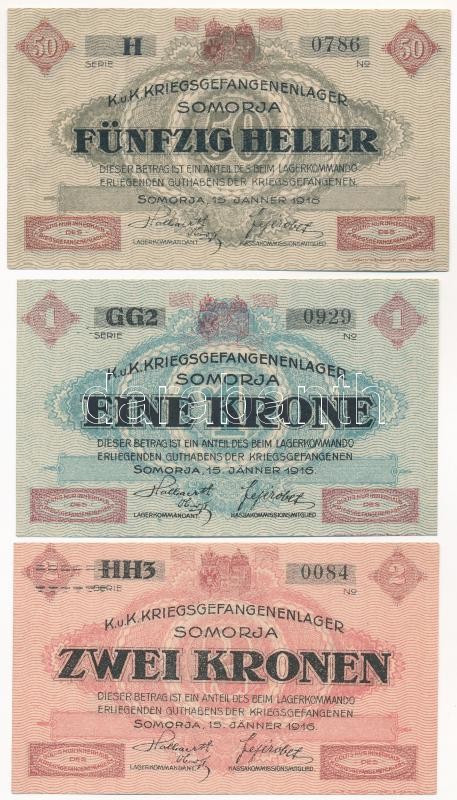 50 H 0786 50
SERIE No
K.u.K. KRIEGSGEFANGENENLAGER
SOMORJA
FÜNFZIG HELLER
DIESER BETRAG IST EIN ANTEIL DES BEIM LAGERKOMMANDO
ERLIEGENDEN GUTHABENS DER KRIEGSGEFANGENEN.
SOMORJA, 15. JÄNNER 1916.
LAGERKOMMANDANT. KASSAKOMMISSIONSMITGLIED.
1 GG2 0929 1
SERIE No
K.u.K. KRIEGSGEFANGENENLAGER
SOMORJA
EINE KRONE
DIESER BETRAG IST EIN ANTEIL DES BEIM LAGERKOMMANDO
ERLIEGENDEN GUTHABENS DER KRIEGSGEFANGENEN
SOMORJA, 15. JÄNNER 1916.
LAGERKOMMANDANT. KASSAKOMMISSIONSMITGLIED.
HH3 0084 2
SERIE No
K.u.K. KRIEGSGEFANGENENLAGER
SOMORJA
ZWEI KRONEN
DIESER BETRAG IST EIN ANTEIL DES BEIM LAGERKOMMANDO
ERLIEGENDEN GUTHABENS DER KRIEGSGEFANGENEN
SOMORJA, 15. JÄNNER 1916.
LAGERKOMMANDANT. KASSAKOMMISSIONSMITGLIED.